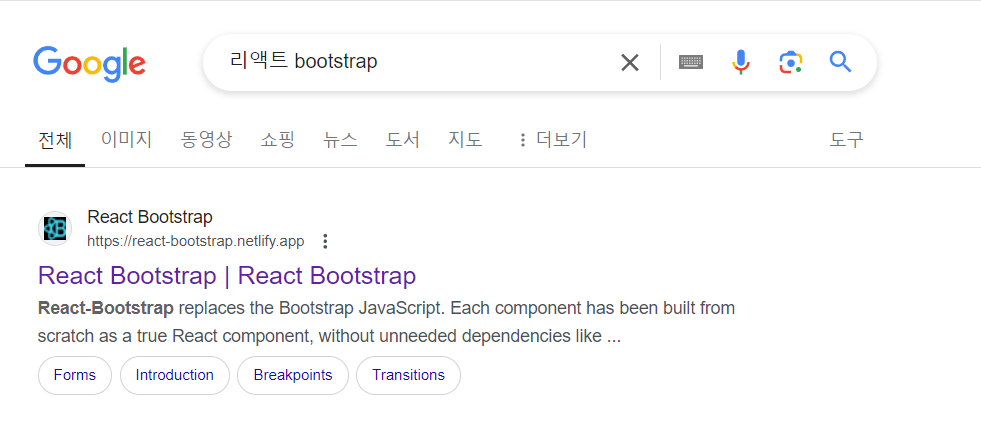 Google
리액트 bootstrap
전체 이미지 동영상 쇼핑 뉴스 도서 지도 더보기 도구
React Bootstrap
https://react-bootstrap.netlify.app
React Bootstrap | React Bootstrap
React-Bootstrap replaces the Bootstrap JavaScript. Each component has been built from
scratch as a true React component, without unneeded dependencies like ...
Forms Introduction Breakpoints Transitions